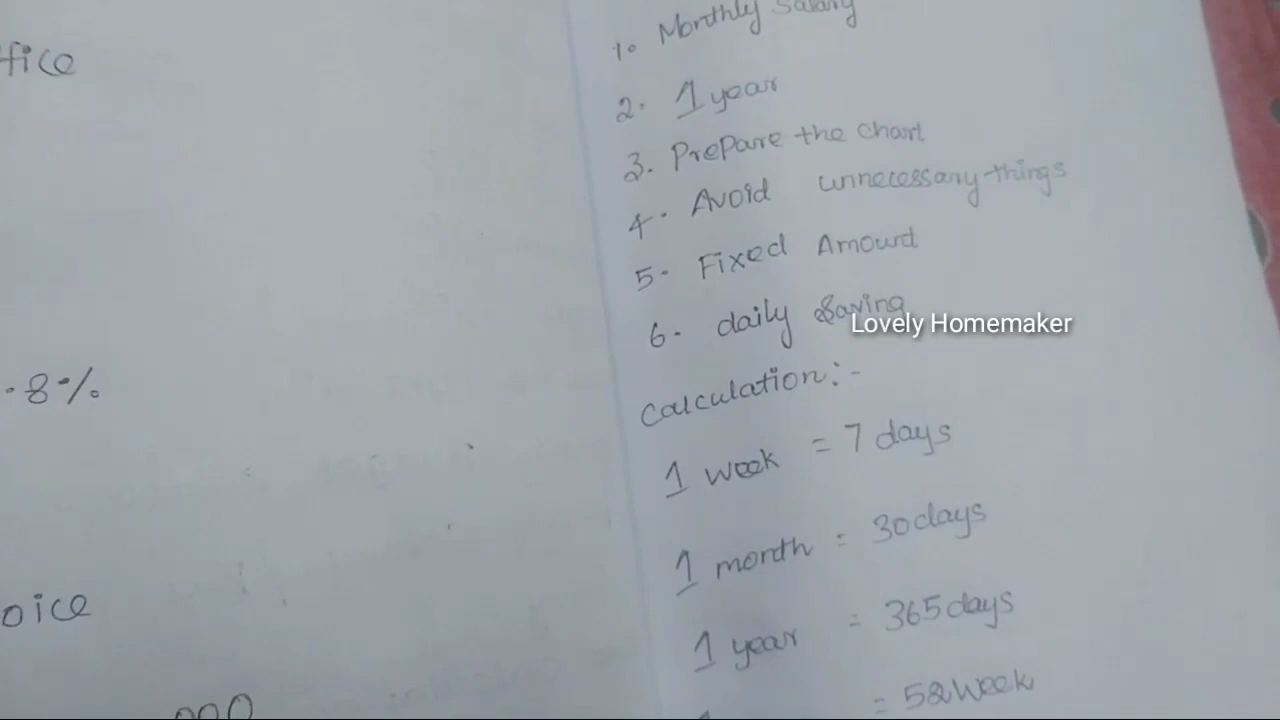 fice
.8%
oice
000
1. Monthly Salary
2. 1 year
3. Prepare the chart
4. Avoid unnecessary things
5. Fixed Amount
6. daily Saving
Lovely Homemaker
Calculation:-
1 week = 7 days
1 month = 30 days
1 year = 365 days
= 52 Week